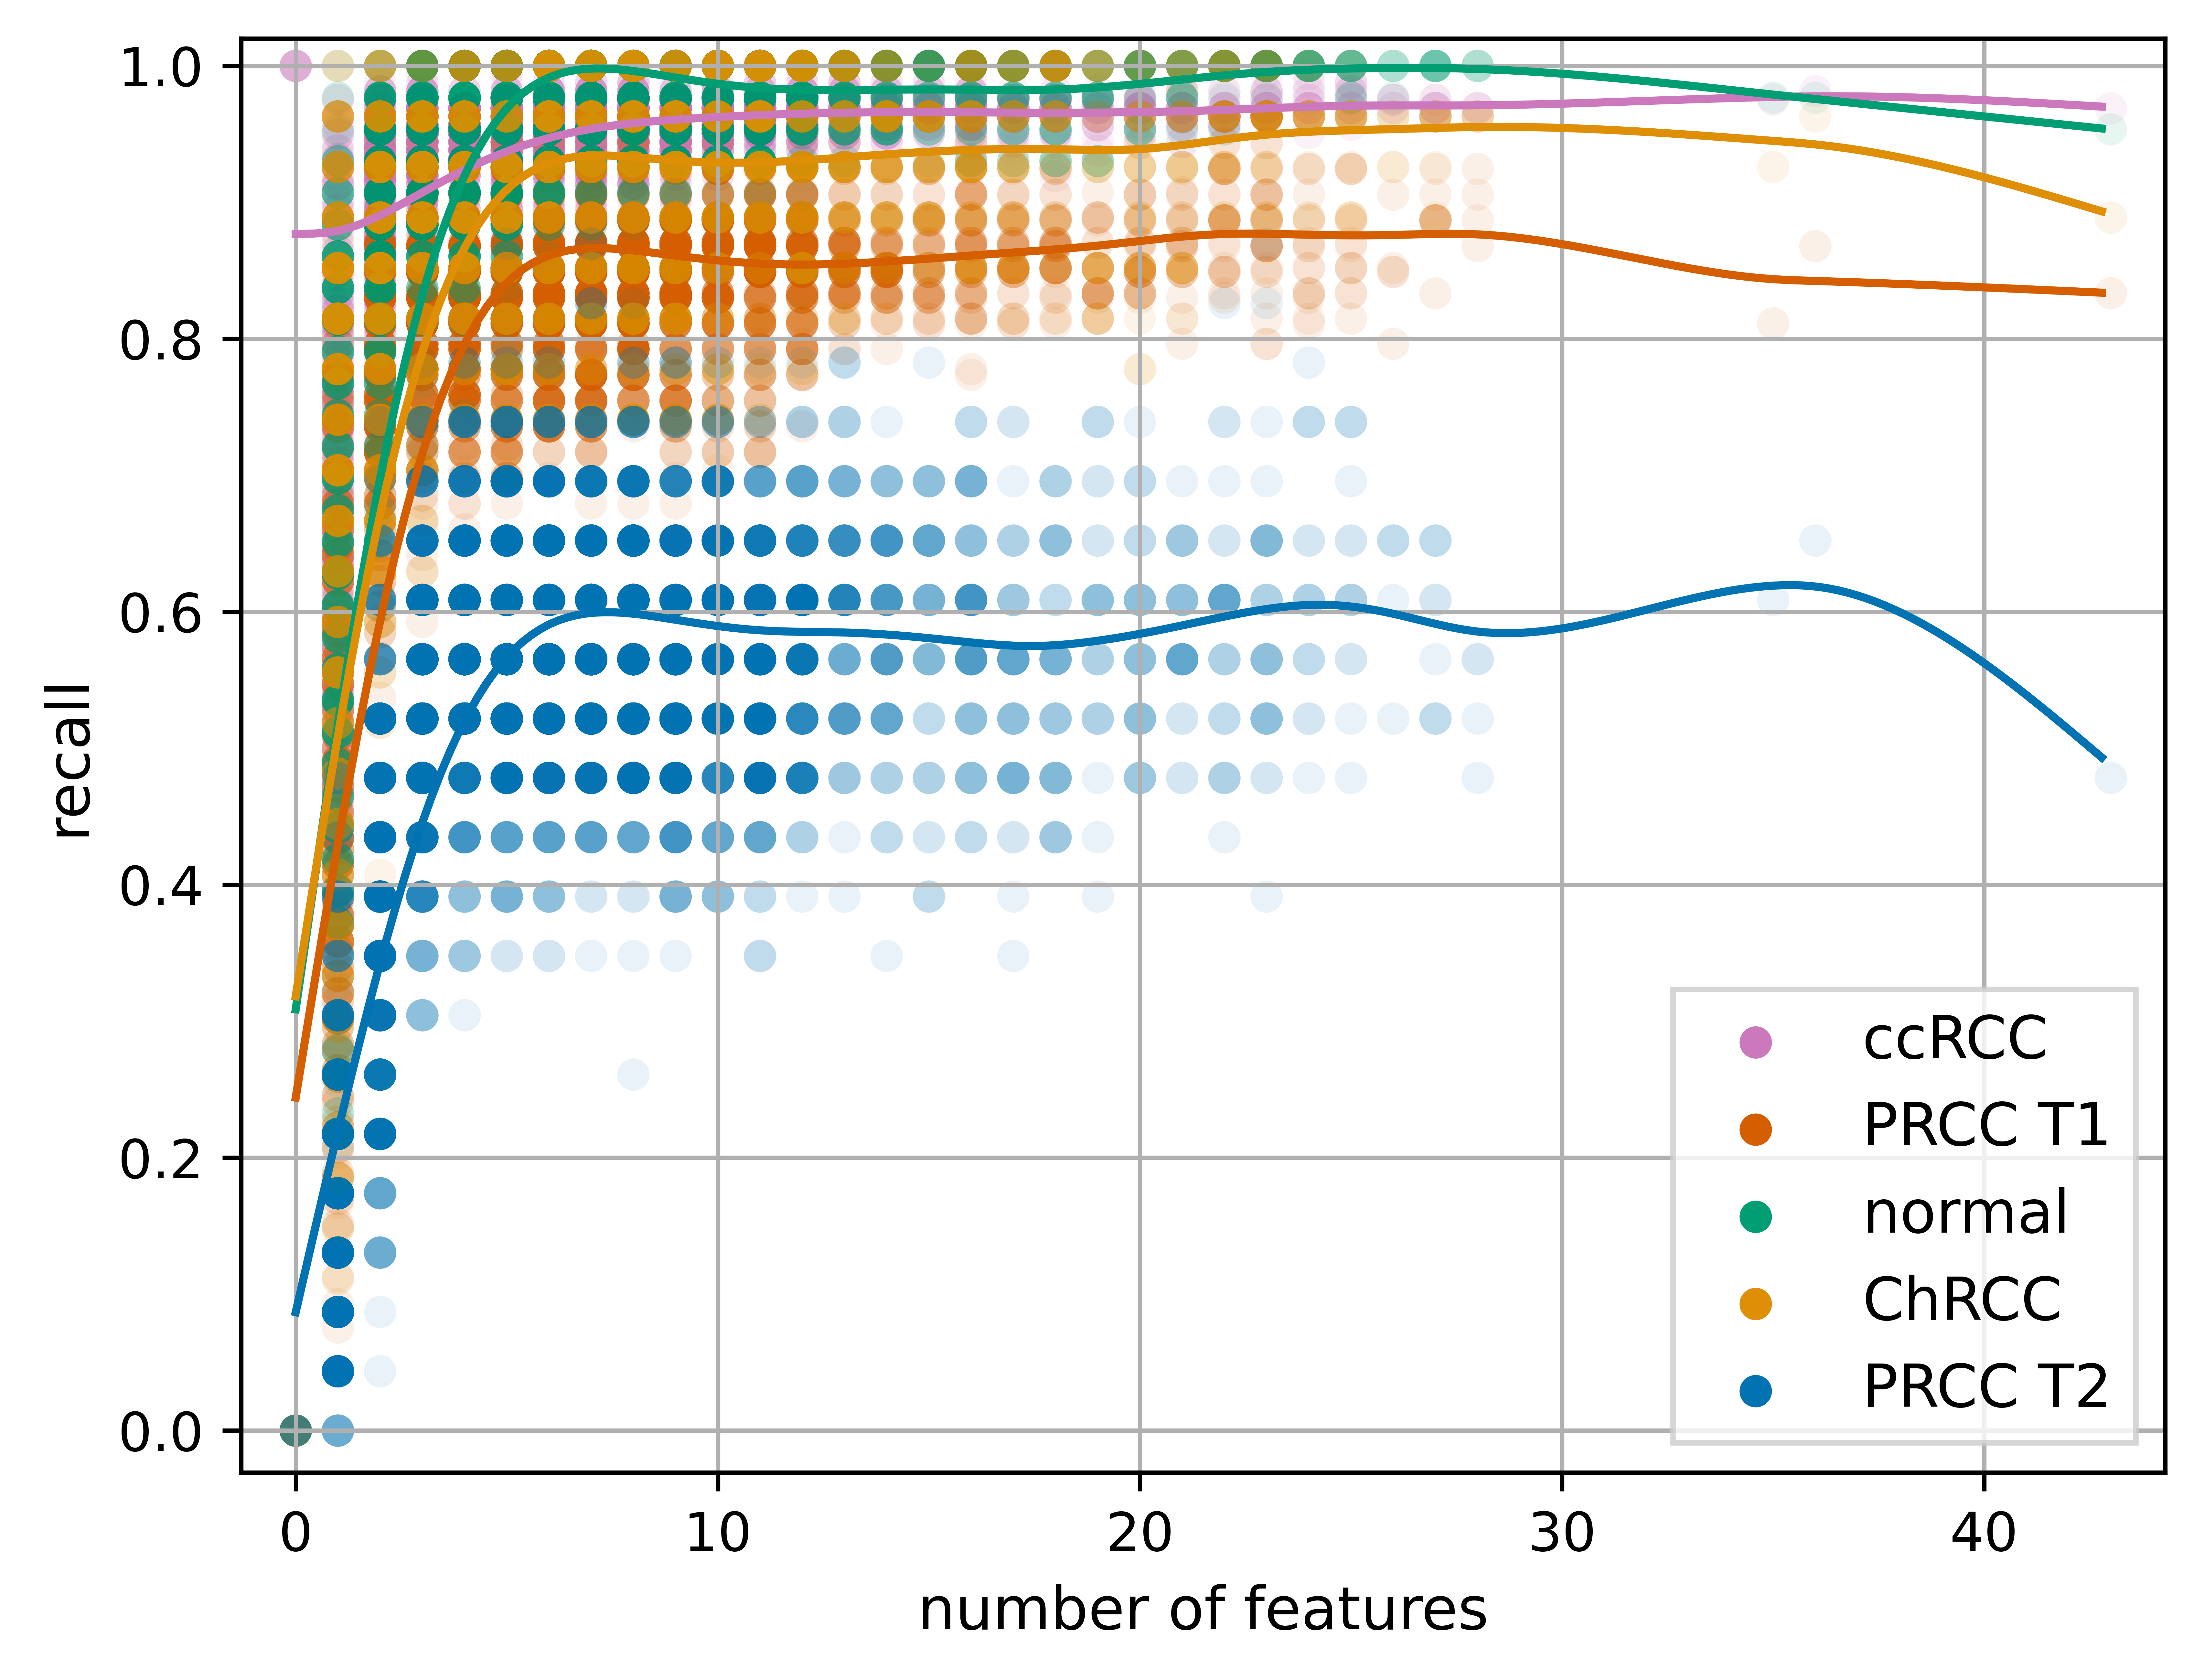 1.0
0.8
0.6
0.4
0.2
0.0
recall
ccRCC
PRCC T1
normal
ChRCC
PRCC T2
0 10 20 30 40
number of features